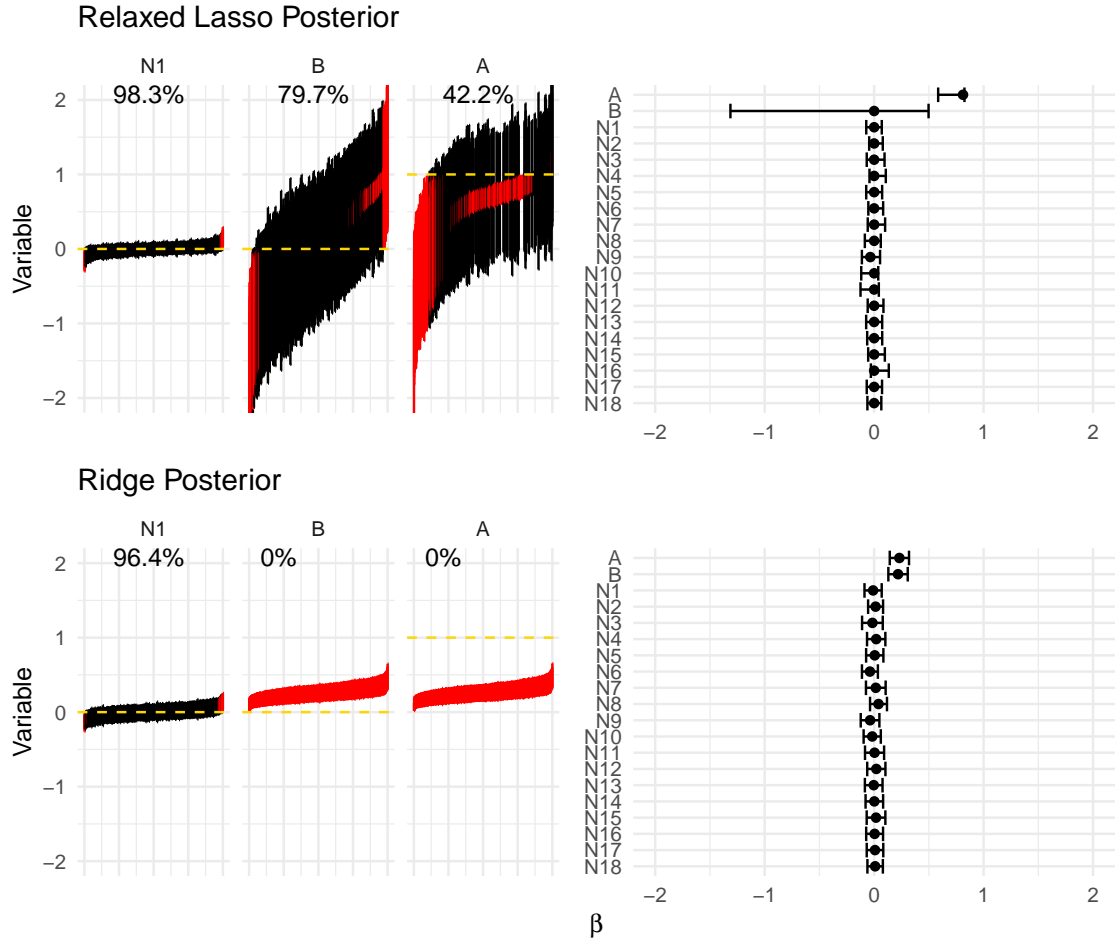 Relaxed Lasso Posterior
N1 B A
98.3% 79.7% 42.2%
2
1
0
−1
−2
Variable
A
B
N1
N2
N3
N4
N5
N6
N7
N8
N9
N10
N11
N12
N13
N14
N15
N16
N17
N18
−2 −1 0 1 2
Ridge Posterior
N1 B A
96.4% 0% 0%
2
1
0
−1
−2
Variable
A
B
N1
N2
N3
N4
N5
N6
N7
N8
N9
N10
N11
N12
N13
N14
N15
N16
N17
N18
−2 −1 0 1 2
β